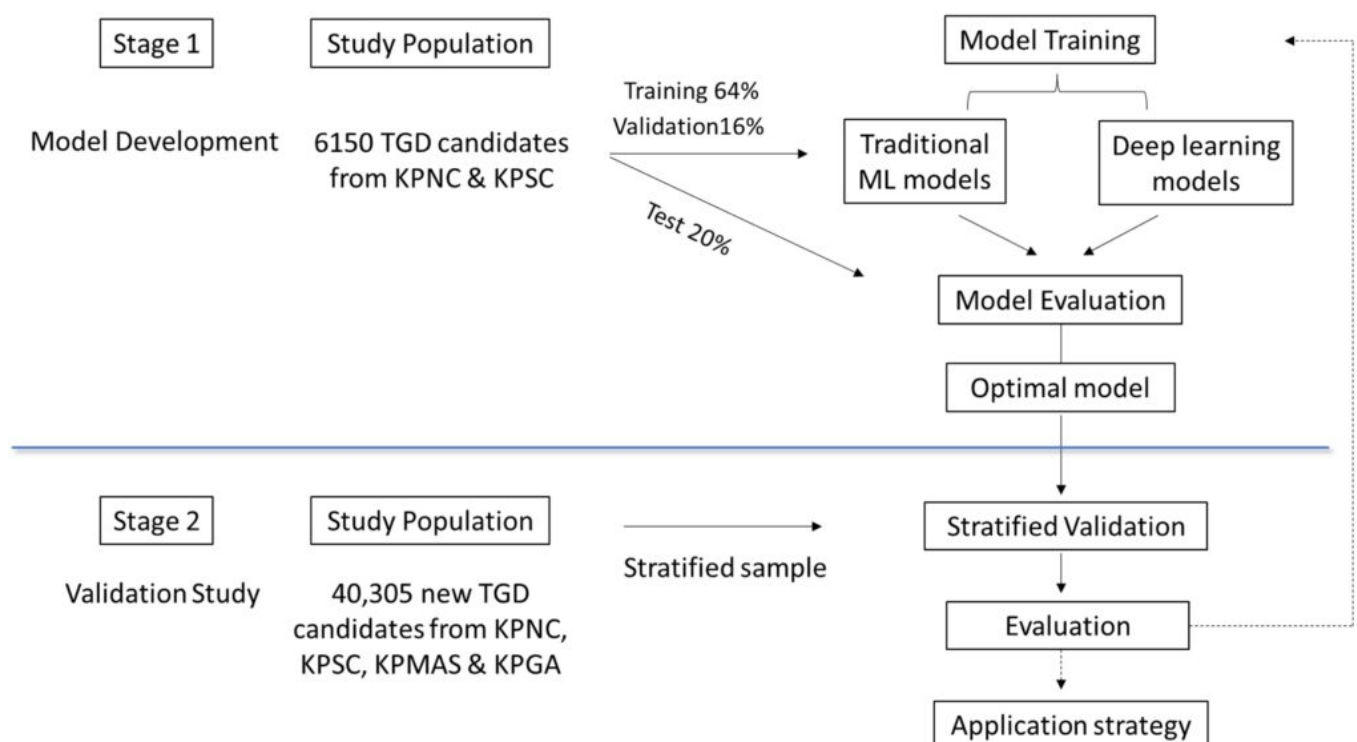 Stage 1
Study Population
Model Training
Model Development
6150 TGD candidates
from KPNC & KPSC
Training 64%
Validation16%
Test 20%
Traditional
ML models
Deep learning
models
Model Evaluation
Optimal model
Stage 2
Study Population
Validation Study
40,305 new TGD
candidates from KPNC,
KPSC, KPMAS & KPGA
Stratified sample
Stratified Validation
Evaluation
Application strategy